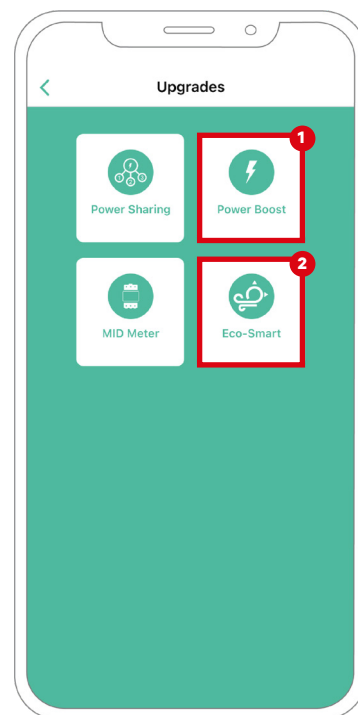 Upgrades
1
Power Sharing
Power Boost
2
MID Meter
Eco-Smart